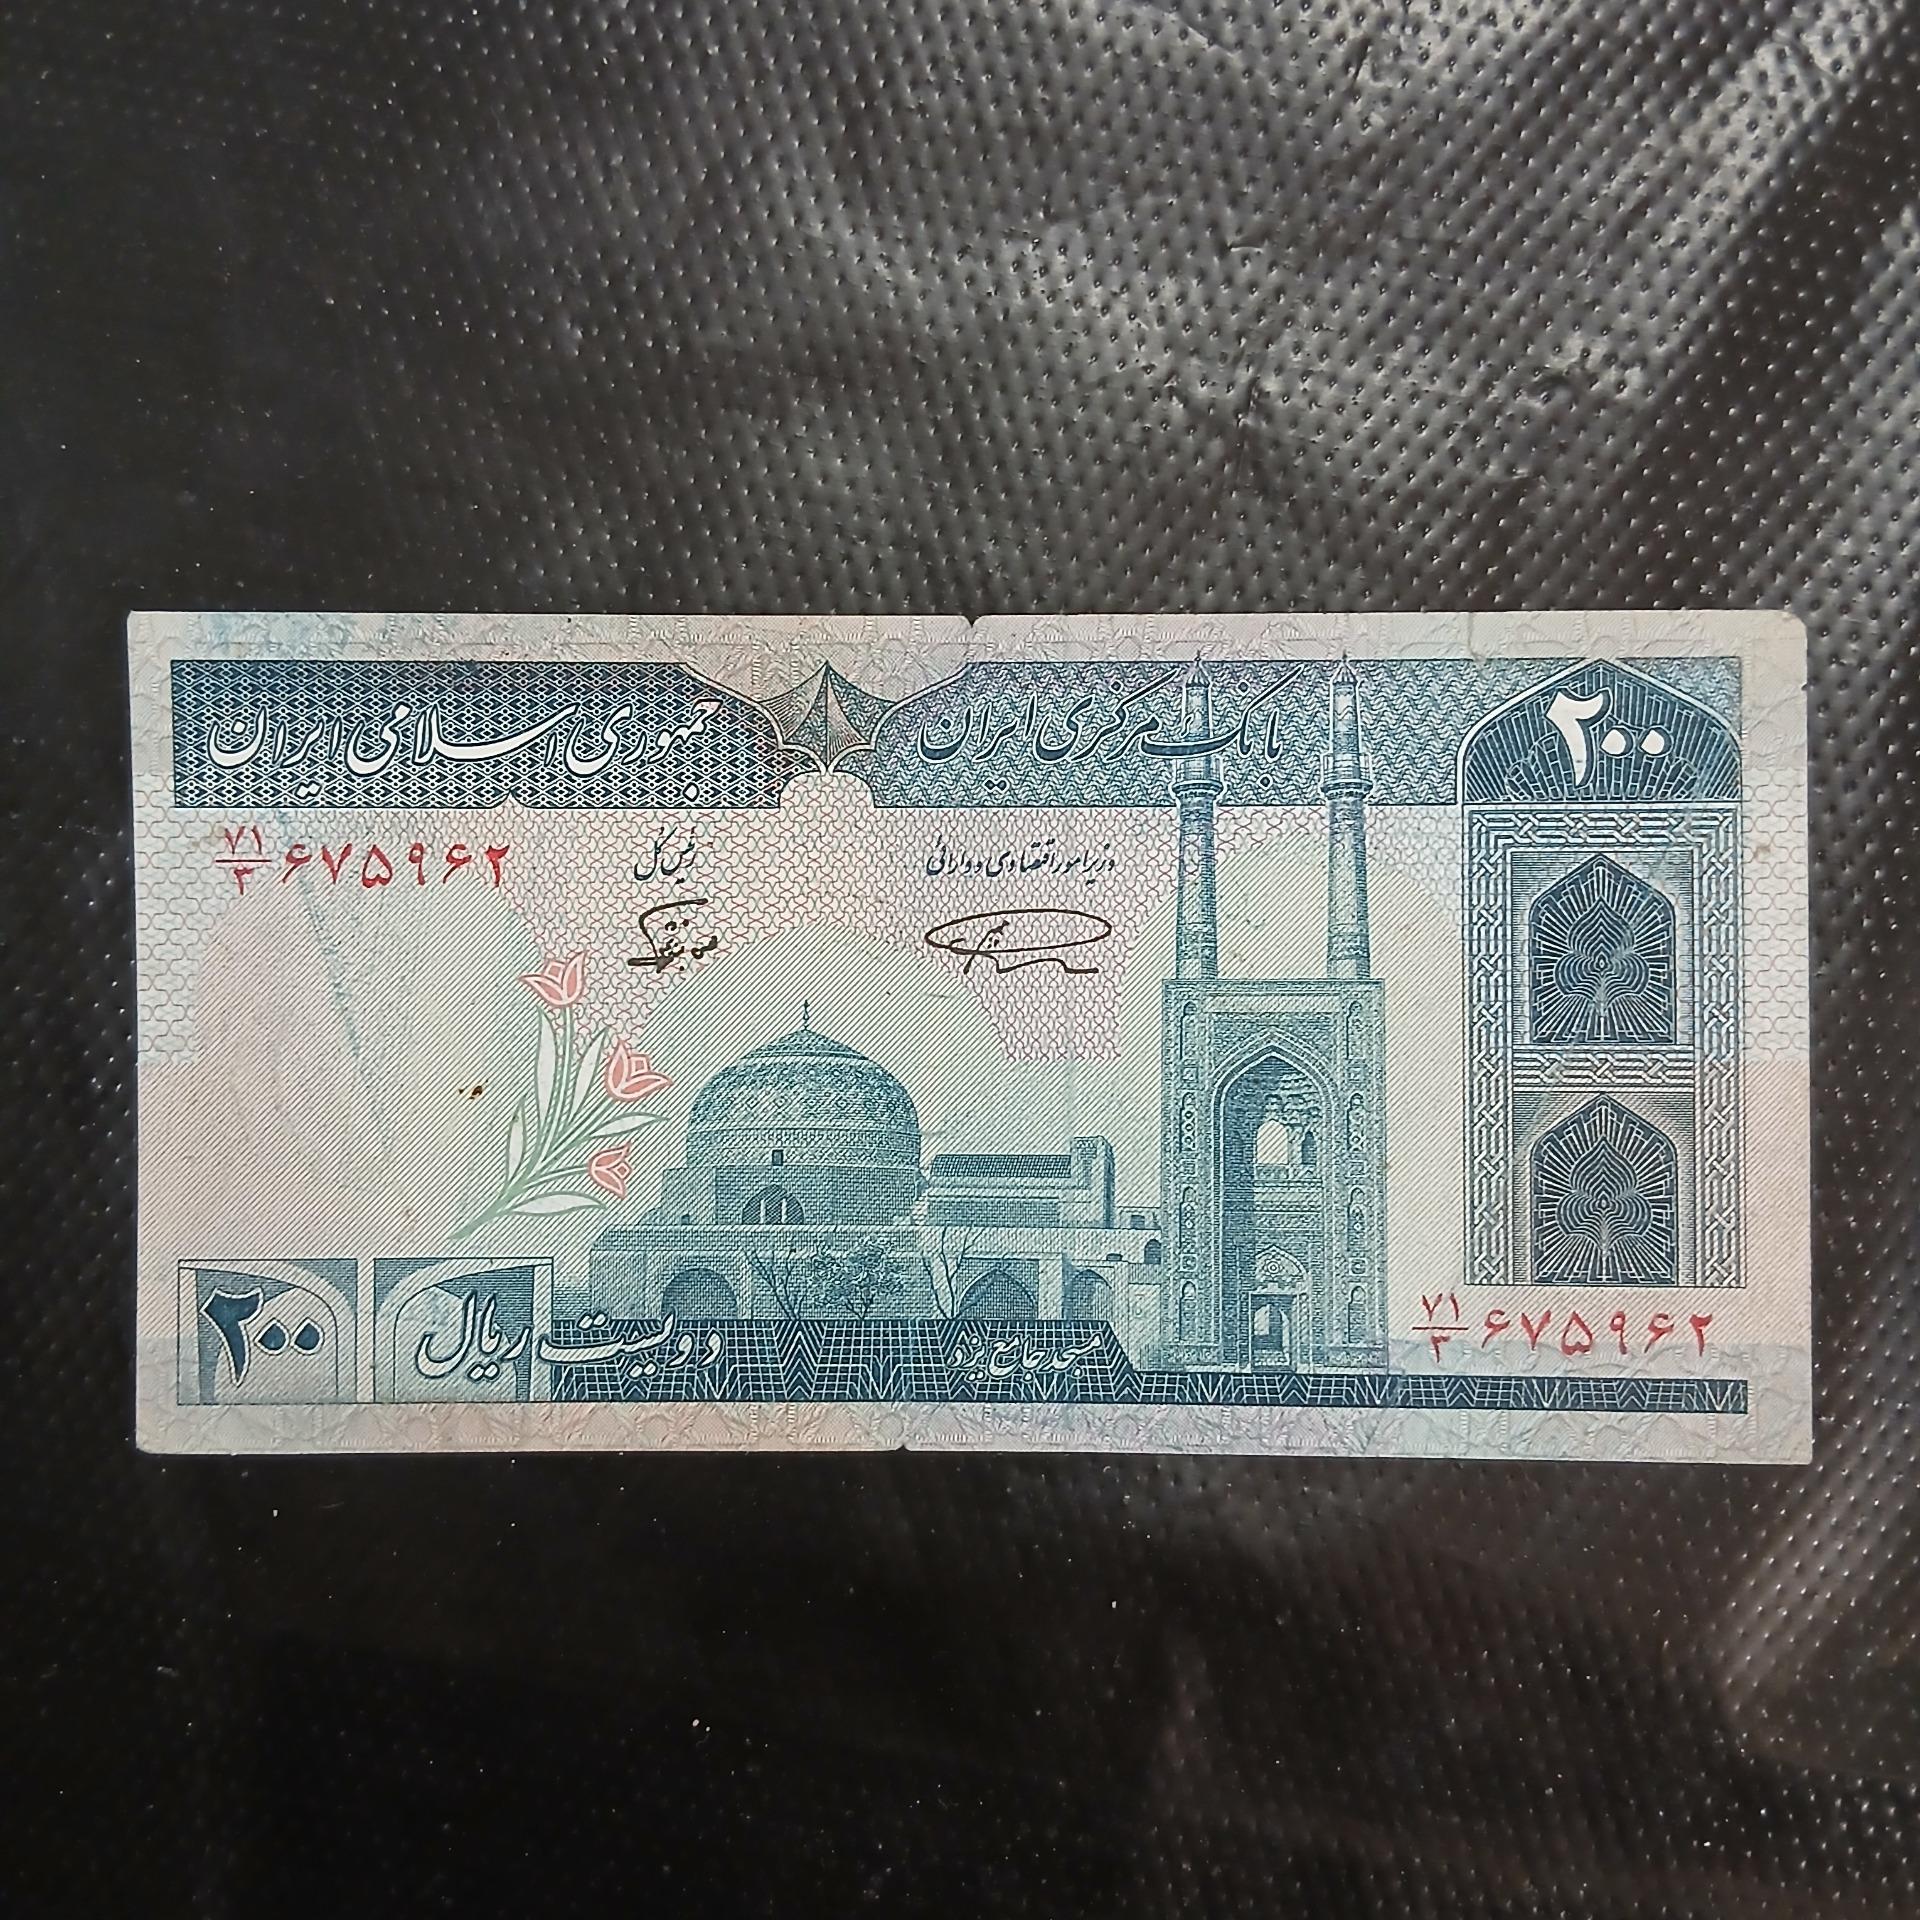 جمهوری اسلامی ایران
بانک مرکزی ایران
۲۰۰
۷۱/۳ ۶۷۵۹۶۲
رئیس کل
وزیر امور اقتصادی و دارائی
۲۰۰
دویست ریال
مسجد جامع یزد
۷۱/۳ ۶۷۵۹۶۲